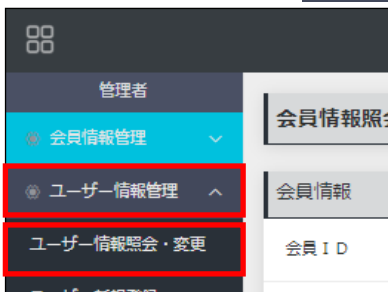 管理者
会員情報管理
会員情報照会
ユーザー情報管理
会員情報
ユーザー情報照会・変更
会員ＩＤ